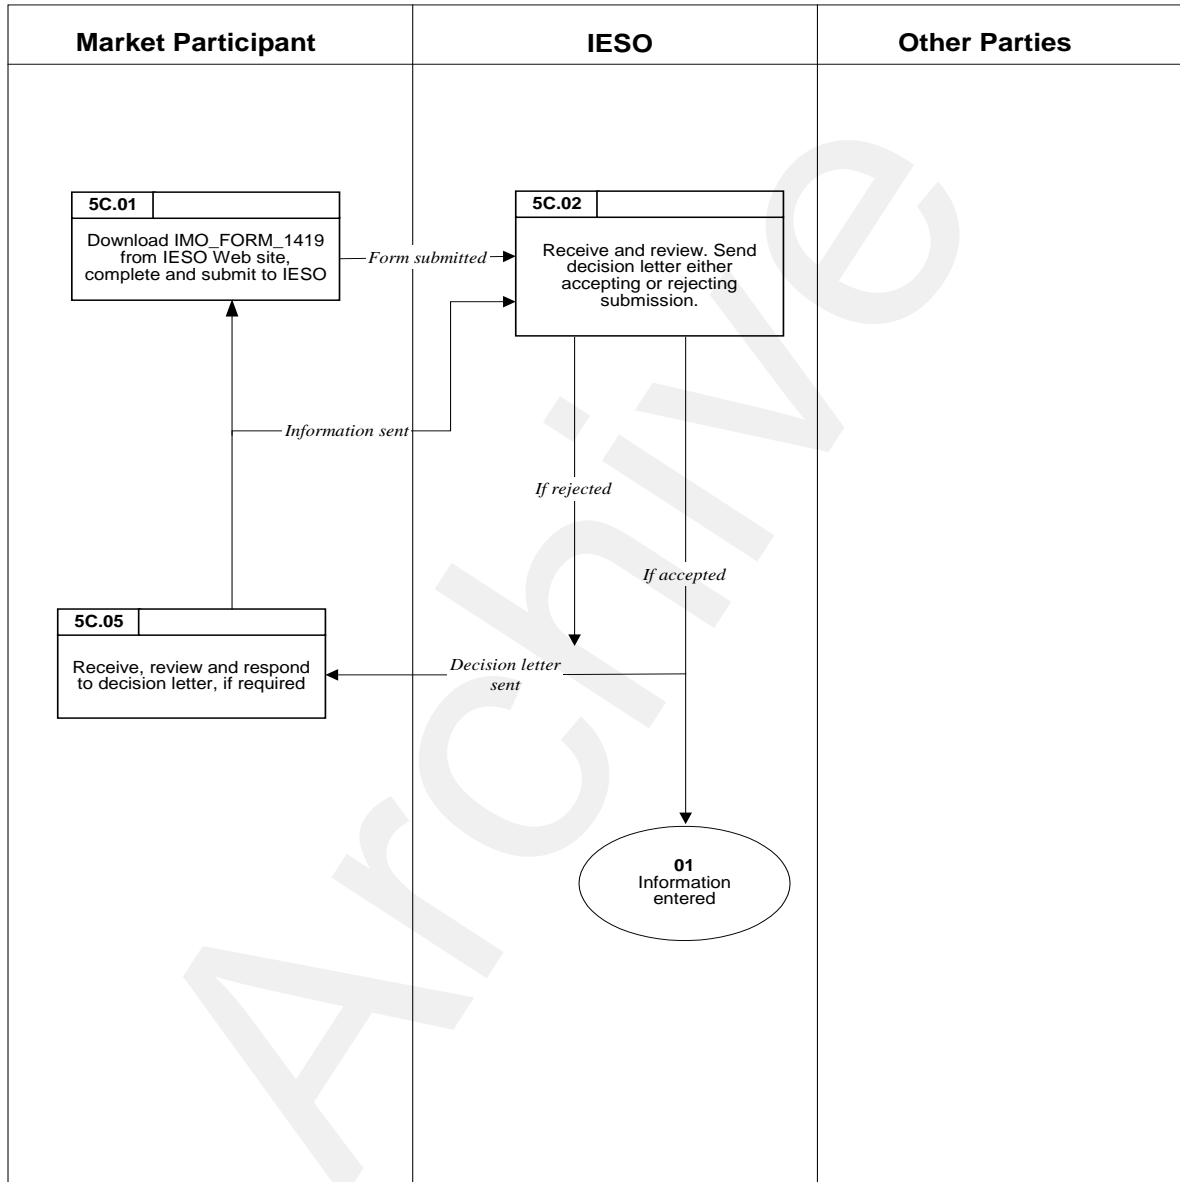 Market Participant
IESO
Other Parties
5C.01
Download IMO_FORM_1419
from IESO Web site,
complete and submit to IESO
Form submitted
5C.02
Receive and review. Send
decision letter either
accepting or rejecting
submission.
Information sent
If rejected
If accepted
5C.05
Receive, review and respond
to decision letter, if required
Decision letter
sent
01
Information
entered
Archive